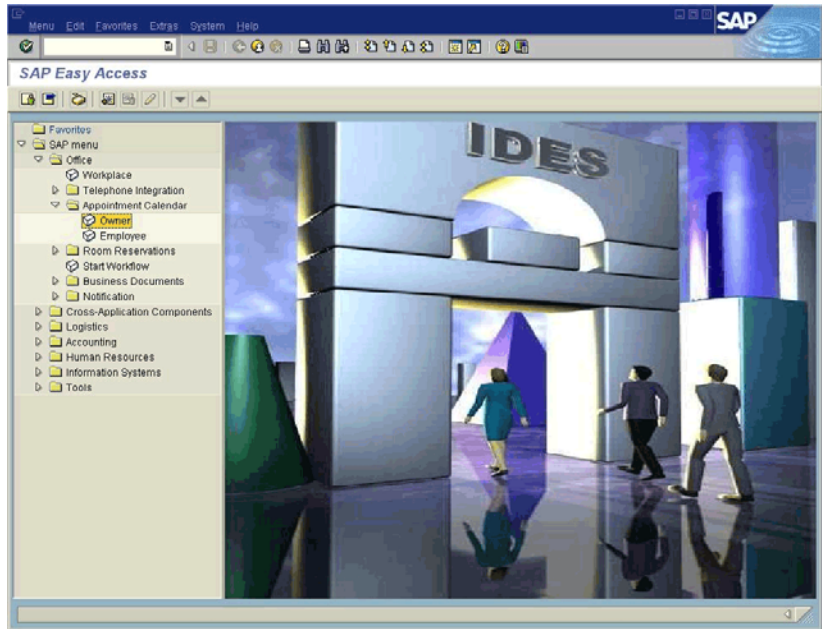 Menu Edit Favorites Extras System Help
SAP
SAP Easy Access
Favorites
SAP menu
Office
Workplace
Telephone Integration
Appointment Calendar
Owner
Employee
Room Reservations
Start Workflow
Business Documents
Notification
Cross-Application Components
Logistics
Accounting
Human Resources
Information Systems
Tools
IDES